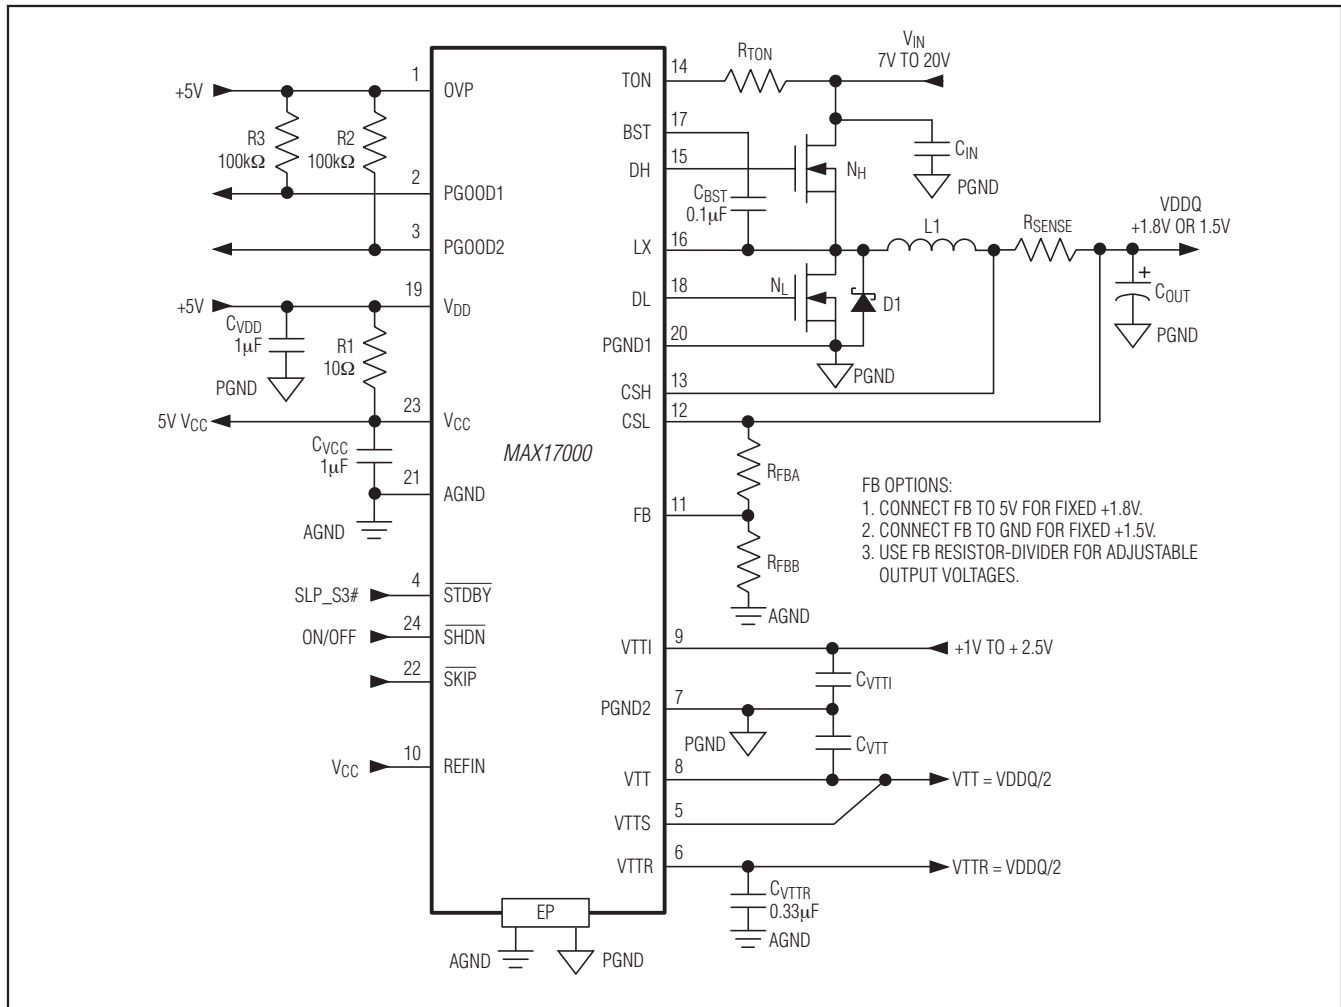 +5V
1
OVP
R3
100kΩ
R2
100kΩ
2
PGOOD1
3
PGOOD2
+5V
19
VDD
CVDD
1µF
PGND
R1
10Ω
5V VCC
23
VCC
CVCC
1µF
21
AGND
AGND
SLP_S3#
4
STDBY
ON/OFF
24
SHDN
22
SKIP
VCC
10
REFIN
MAX17000
EP
AGND
PGND
TON
14
RTON
VIN
7V TO 20V
BST
17
DH
15
NH
CIN
PGND
CBST
0.1µF
LX
16
L1
RSENSE
VDDQ
+1.8V OR 1.5V
DL
18
NL
D1
COUT
PGND
PGND1
20
PGND
CSH
13
CSL
12
RFBA
FB
11
RFBB
AGND
FB OPTIONS:
1. CONNECT FB TO 5V FOR FIXED +1.8V.
2. CONNECT FB TO GND FOR FIXED +1.5V.
3. USE FB RESISTOR-DIVIDER FOR ADJUSTABLE
OUTPUT VOLTAGES.
VTTI
9
+1V TO + 2.5V
CVTTI
PGND2
7
PGND
CVTT
VTT
8
VTT = VDDQ/2
VTTS
5
VTTR
6
VTTR = VDDQ/2
CVTTR
0.33µF
AGND